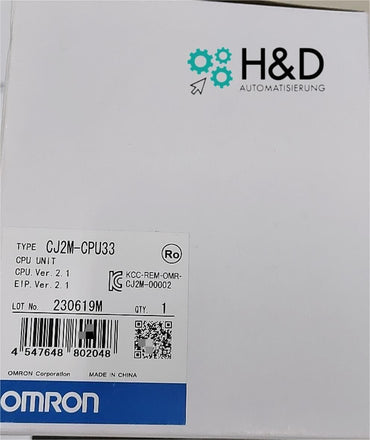 H&D
AUTOMATISIERUNG
TYPE CJ2M-CPU33
CPU UNIT
CPU.Ver.2.1
EIP.Ver.2.1
Ro
KCC-REM-OMR-
CJ2M-00002
LOT No. 230619M QTY. 1
4 547648 802048
OMRON Corporation MADE IN CHINA
OMRON